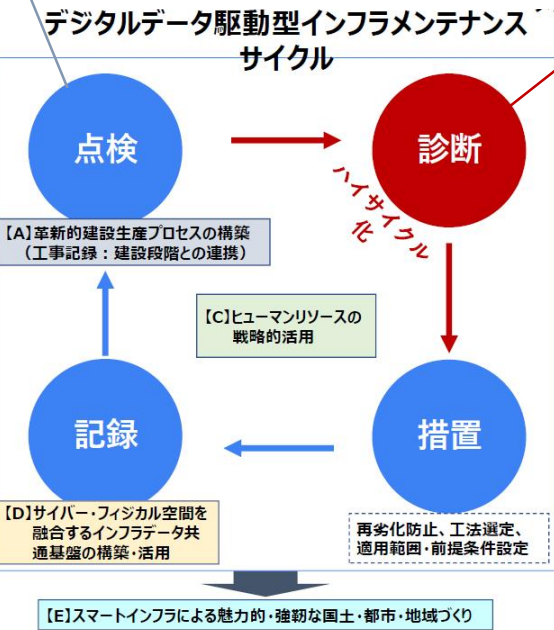 デジタルデータ駆動型インフラメンテナンス
サイクル
点検
診断
ハイサイクル
化
【A】革新的建設生産プロセスの構築
（工事記録：建設段階との連携）
【C】ヒューマンリソースの
戦略的活用
記録
措置
【D】サイバー・フィジカル空間を
融合するインフラデータ共
通基盤の構築・活用
再劣化防止、工法選定、
適用範囲・前提条件設定
【E】スマートインフラによる魅力的・強靭な国土・都市・地域づくり